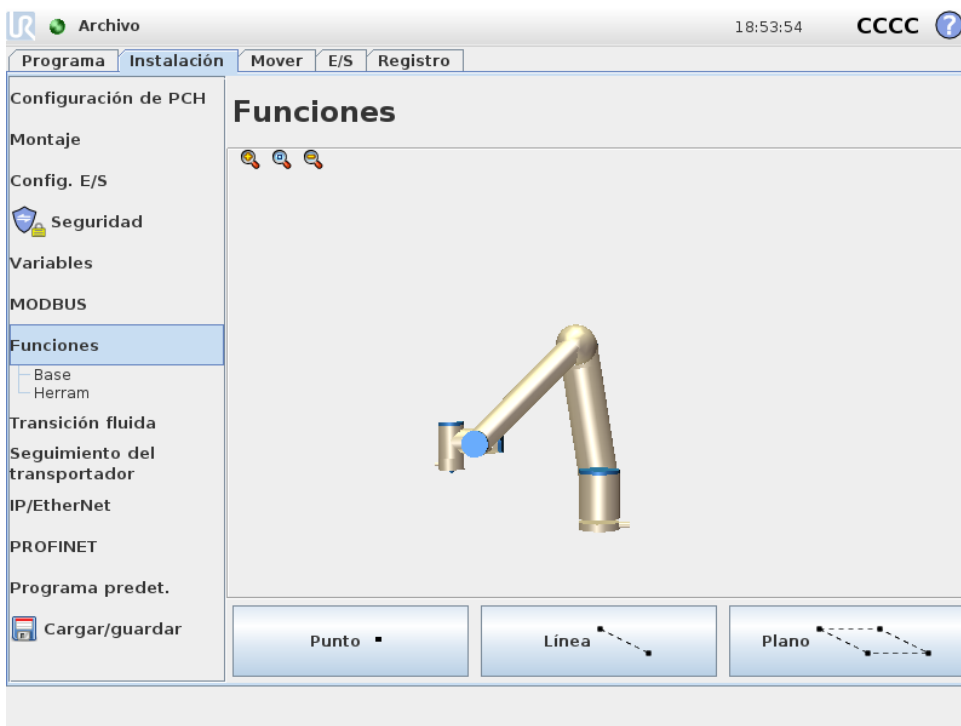 UR Archivo 18:53:54 CCCC ?
Programa Instalación Mover E/S Registro
Configuración de PCH
Montaje
Config. E/S
Seguridad
Variables
MODBUS
Funciones
Base
Herram
Transición fluida
Seguimiento del
transportador
IP/EtherNet
PROFINET
Programa predet.
Cargar/guardar
Funciones
Punto Línea Plano